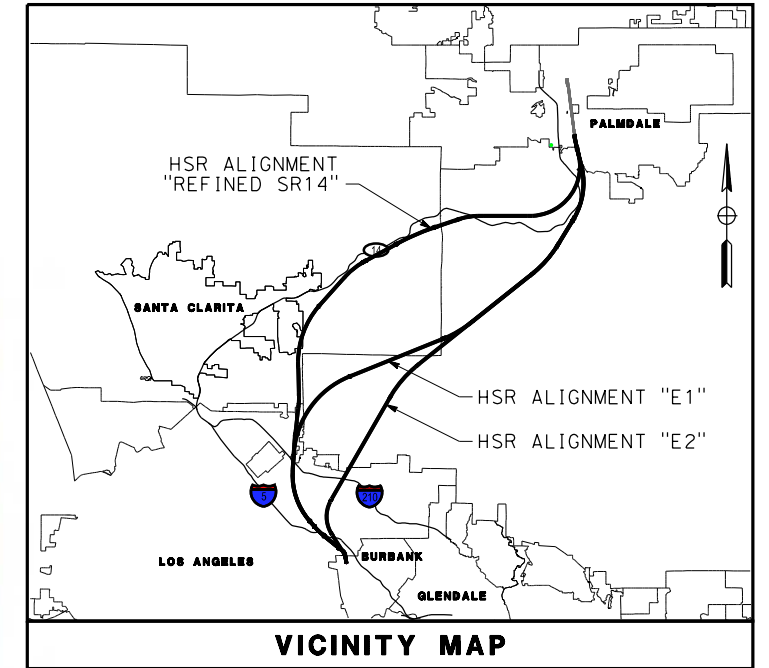 PALMDALE
HSR ALIGNMENT
"REFINED SR14"
14
SANTA CLARITA
HSR ALIGNMENT "E1"
HSR ALIGNMENT "E2"
5
210
LOS ANGELES
BURBANK
GLENDALE
VICINITY MAP